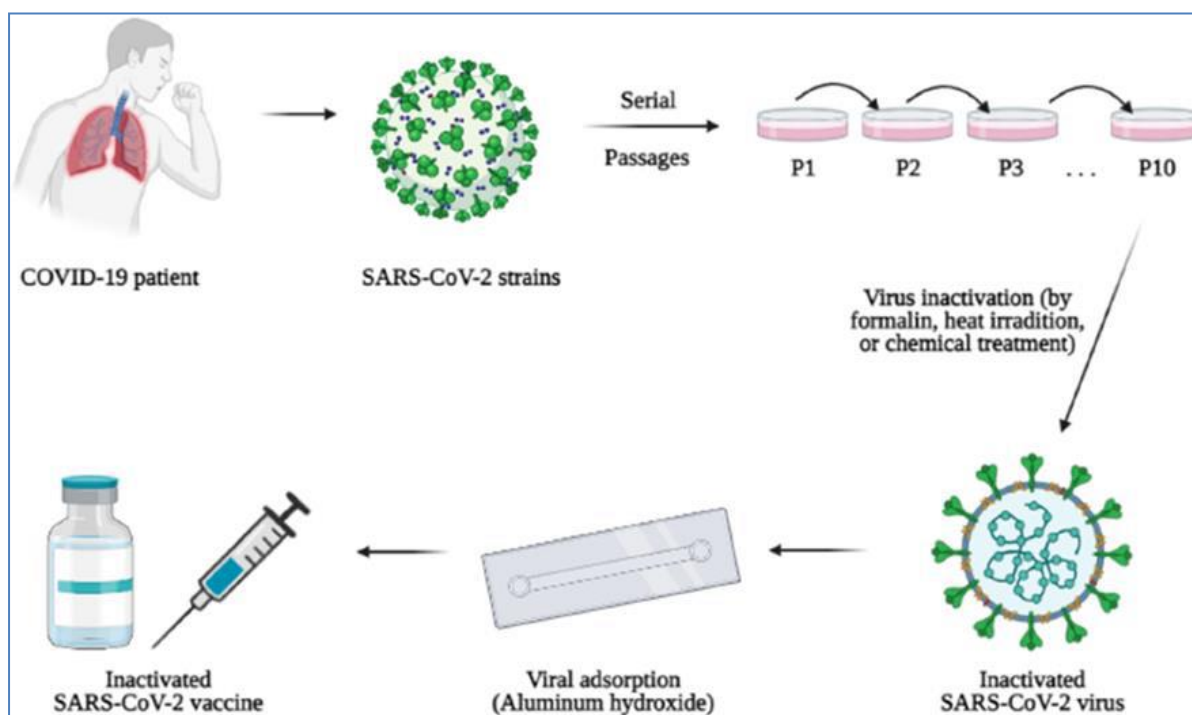 COVID-19 patient
SARS-CoV-2 strains
Serial
Passages
P1
P2
P3
. . .
P10
Virus inactivation (by
formalin, heat irradition,
or chemical treatment)
Inactivated
SARS-CoV-2 vaccine
Viral adsorption
(Aluminum hydroxide)
Inactivated
SARS-CoV-2 virus